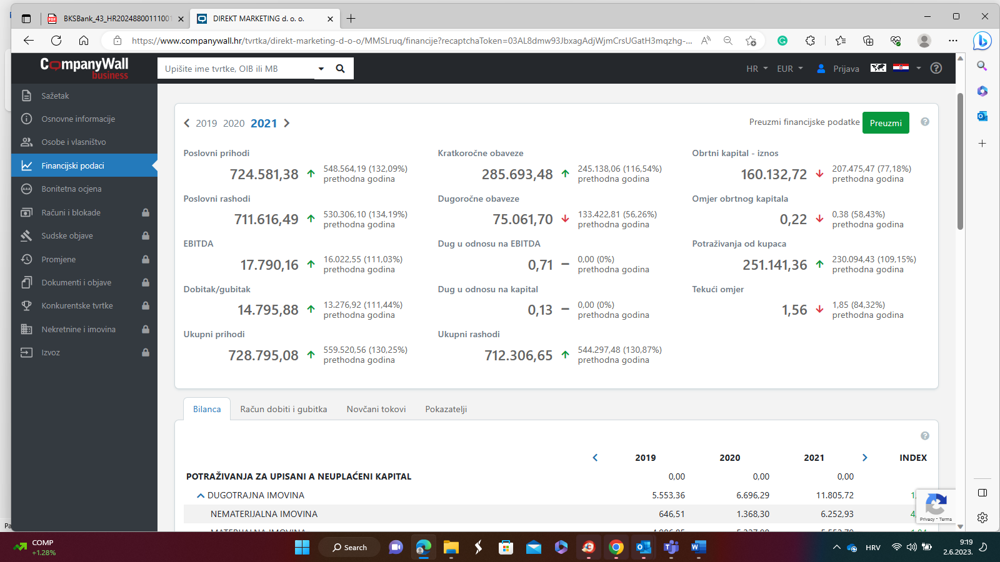 BKSBank_43_HR202488001110010
DIREKT MARKETING d. o. o.
https://www.companywall.hr/tvrtka/direkt-marketing-d-o-o/MMSLruq/financije?recaptchaToken=03AL8dmw93JbxagAdjWjmCrsUGatH3mqzhg-...
CompanyWall
business
Upišite ime tvrtke, OIB ili MB
HR
EUR
Prijava
Sažetak
Osnovne informacije
Osobe i vlasništvo
Financijski podaci
Bonitetna ocjena
Računi i blokade
Sudske objave
Promjene
Dokumenti i objave
Konkurentske tvrtke
Nekretnine i imovina
Izvoz
2019 2020 2021
Preuzmi financijske podatke Preuzmi
Poslovni prihodi
724.581,38
548.564,19 (132,09%)
prethodna godina
Kratkoročne obaveze
285.693,48
245.138,06 (116,54%)
prethodna godina
Obrtni kapital - iznos
160.132,72
207.475,47 (77,18%)
prethodna godina
Poslovni rashodi
711.616,49
530.306,10 (134,19%)
prethodna godina
Dugoročne obaveze
75.061,70
133.422,81 (56,26%)
prethodna godina
Omjer obrtnog kapitala
0,22
0,38 (58,43%)
prethodna godina
EBITDA
17.790,16
16.022,55 (111,03%)
prethodna godina
Dug u odnosu na EBITDA
0,71
0,00 (0%)
prethodna godina
Potraživanja od kupaca
251.141,36
230.094,43 (109,15%)
prethodna godina
Dobitak/gubitak
14.795,88
13.276,92 (111,44%)
prethodna godina
Dug u odnosu na kapital
0,13
0,00 (0%)
prethodna godina
Tekući omjer
1,56
1,85 (84,32%)
prethodna godina
Ukupni prihodi
728.795,08
559.520,56 (130,25%)
prethodna godina
Ukupni rashodi
712.306,65
544.297,48 (130,87%)
prethodna godina
Bilanca
Račun dobiti i gubitka
Novčani tokovi
Pokazatelji
2019 2020 2021 INDEX
POTRAŽIVANJA ZA UPISANI A NEUPLAĆENI KAPITAL 0,00 0,00 0,00
DUGOTRAJNA IMOVINA 5.553,36 6.696,29 11.805,72 1,
NEMATERIJALNA IMOVINA 646,51 1.368,30 6.252,93 4,
Privacy - Terms
COMP
+1.28%
Search
HRV
9:19
2.6.2023.